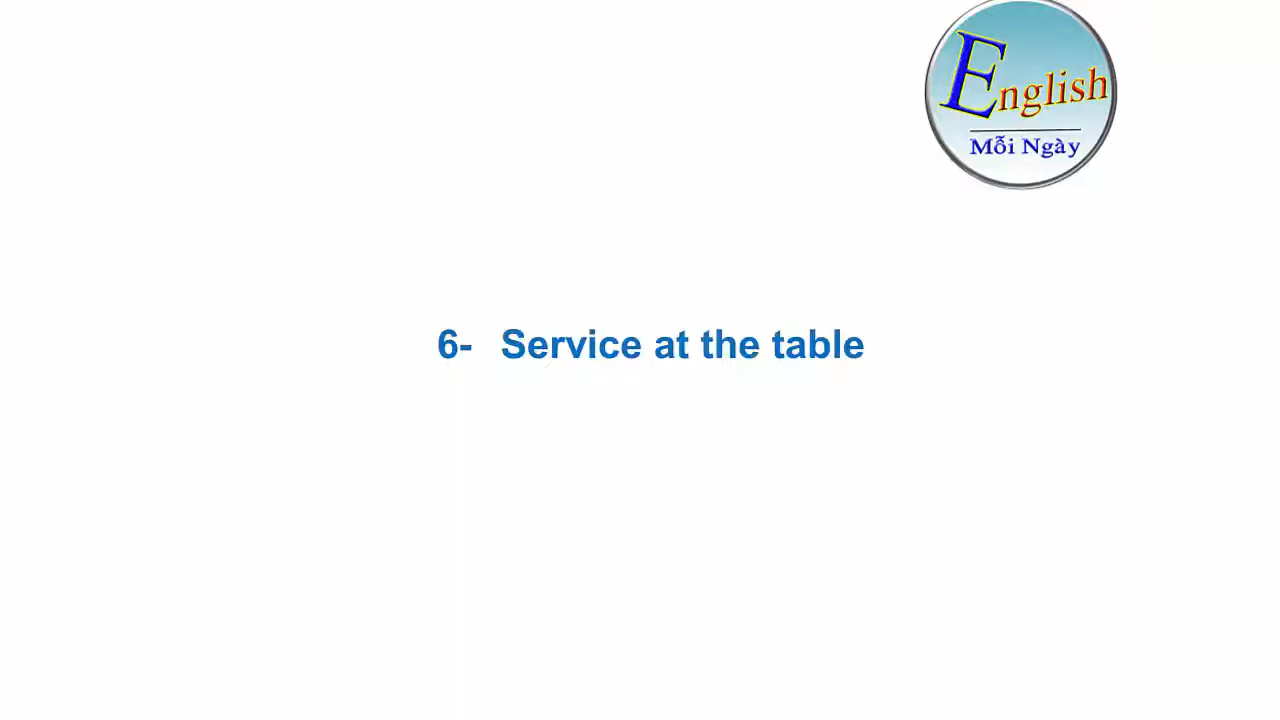 English
Mỗi Ngày
6- Service at the table